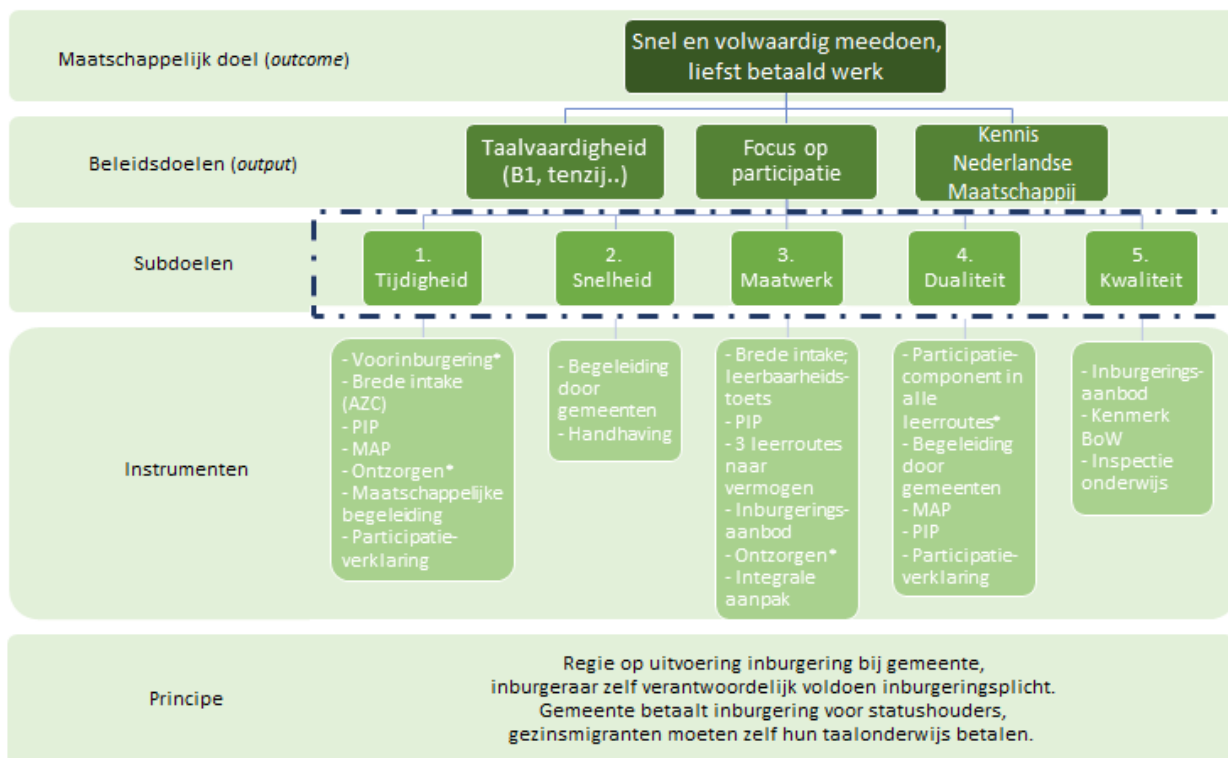 Maatschappelijk doel (outcome)
Snel en volwaardig meedoen,
liefst betaald werk
Beleidsdoelen (output)
Taalvaardigheid
(B1, tenzij..)
Focus op
participatie
Kennis
Nederlandse
Maatschappij
Subdoelen
1.
Tijdigheid
2.
Snelheid
3.
Maatwerk
4.
Dualiteit
5.
Kwaliteit
Instrumenten
- Voorinburgering*
- Brede intake
(AZC)
- PIP
- MAP
- Ontzorgen*
- Maatschappelijke
begeleiding
- Participatie-
verklaring
- Begeleiding
door
gemeenten
- Handhaving
- Brede intake;
leerbaarheids-
toets
- PIP
- 3 leerroutes
naar
vermogen
- Inburgerings-
aanbod
- Ontzorgen*
- Integrale
aanpak
- Participatie-
component in
alle
leerroutes*
- Begeleiding
door
gemeenten
- MAP
- PIP
- Participatie-
verklaring
- Inburgerings-
aanbod
- Kenmerk
BoW
- Inspectie
onderwijs
Principe
Regie op uitvoering inburgering bij gemeente,
inburgeraar zelf verantwoordelijk voldoen inburgeringsplicht.
Gemeente betaalt inburgering voor statushouders,
gezinsmigranten moeten zelf hun taalonderwijs betalen.